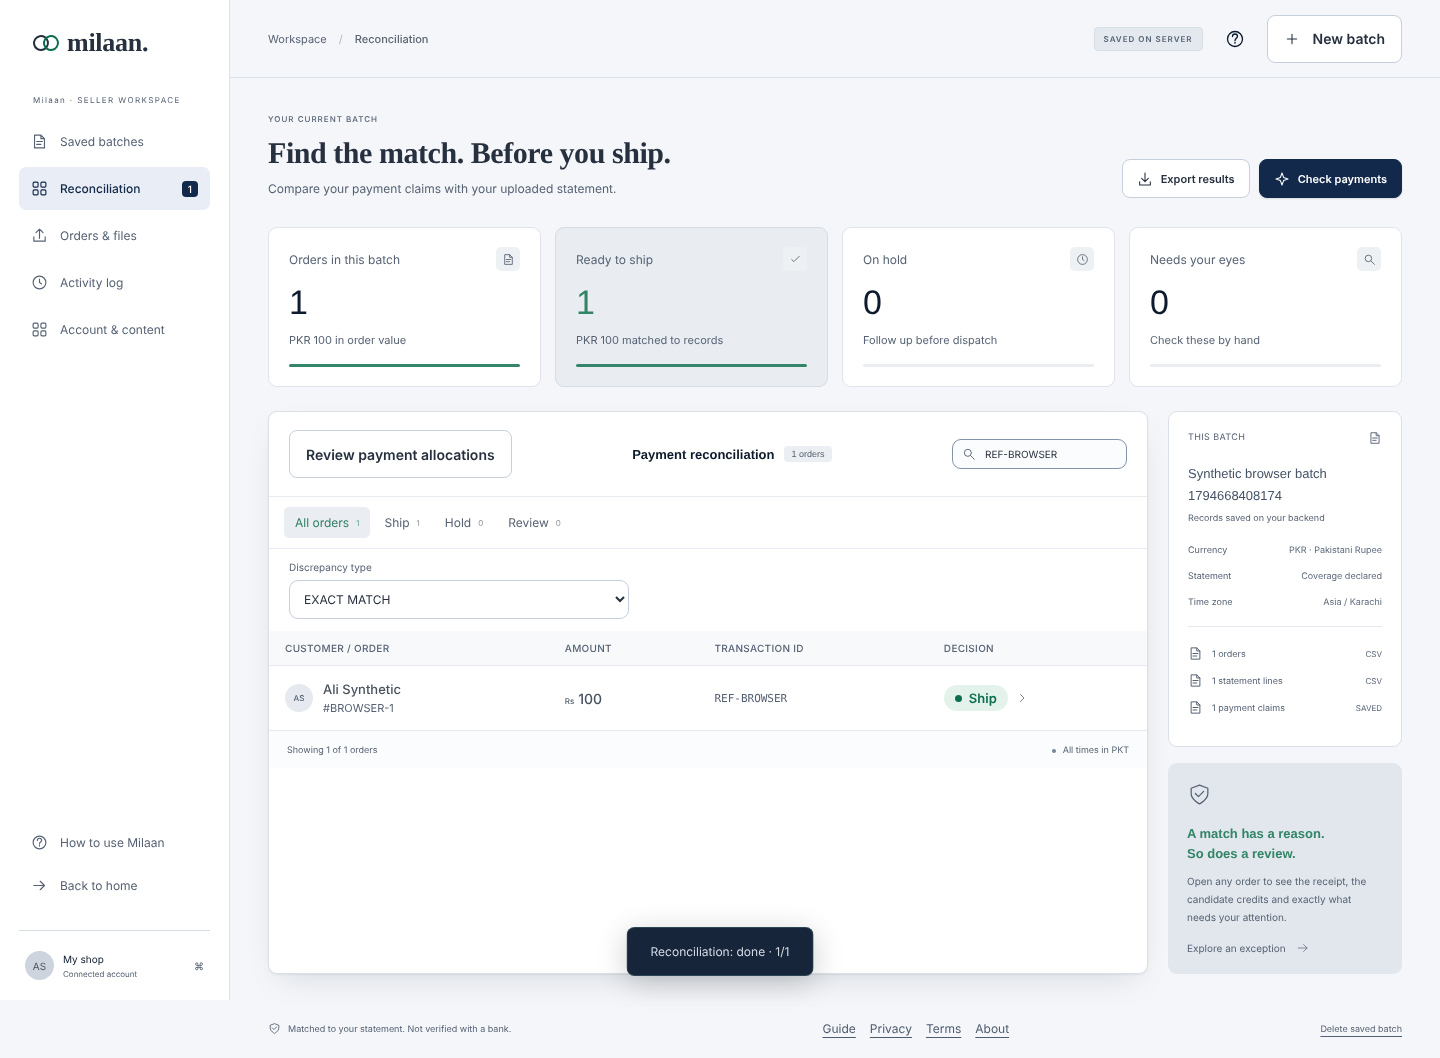 milaan.
Milaan · SELLER WORKSPACE
Saved batches
Reconciliation 1
Orders & files
Activity log
Account & content
How to use Milaan
Back to home
AS
My shop
Connected account
⌘
Workspace / Reconciliation
SAVED ON SERVER
New batch
YOUR CURRENT BATCH
Find the match. Before you ship.
Compare your payment claims with your uploaded statement.
Export results
Check payments
Orders in this batch
1
PKR 100 in order value
Ready to ship
1
PKR 100 matched to records
On hold
0
Follow up before dispatch
Needs your eyes
0
Check these by hand
Review payment allocations
Payment reconciliation 1 orders
REF-BROWSER
All orders 1 Ship 1 Hold 0 Review 0
Discrepancy type
EXACT MATCH
CUSTOMER / ORDER AMOUNT TRANSACTION ID DECISION
AS
Ali Synthetic
#BROWSER-1
Rs 100
REF-BROWSER
Ship
Showing 1 of 1 orders
All times in PKT
Reconciliation: done · 1/1
THIS BATCH
Synthetic browser batch
1794668408174
Records saved on your backend
Currency PKR · Pakistani Rupee
Statement Coverage declared
Time zone Asia / Karachi
1 orders CSV
1 statement lines CSV
1 payment claims SAVED
A match has a reason.
So does a review.
Open any order to see the receipt, the
candidate credits and exactly what
needs your attention.
Explore an exception
Matched to your statement. Not verified with a bank.
Guide Privacy Terms About
Delete saved batch